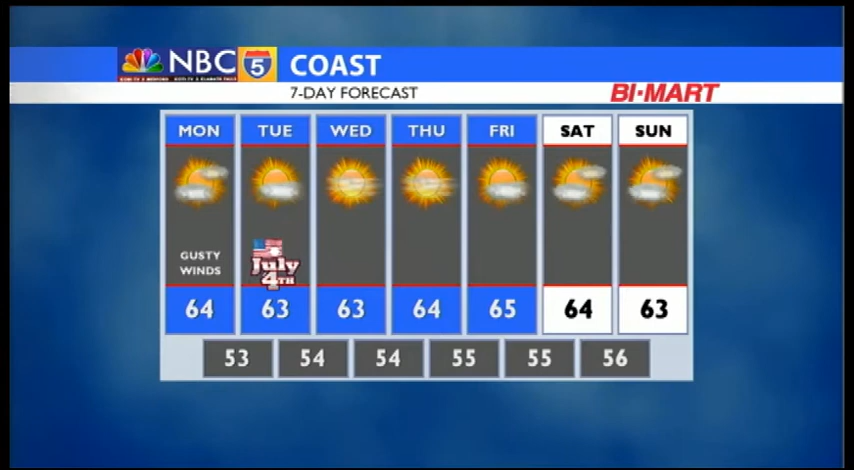 NBC 5 COAST
7-DAY FORECAST BI-MART
MON TUE WED THU FRI SAT SUN
GUSTY
WINDS
July
4TH
64 63 63 64 65 64 63
53 54 54 55 55 56